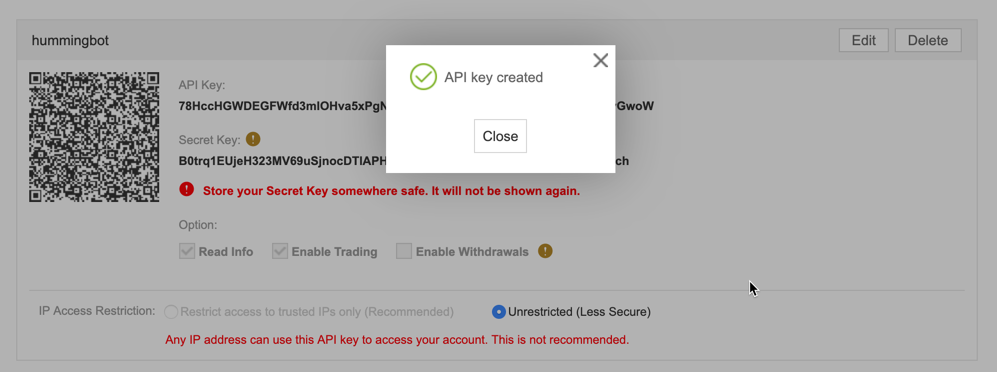 hummingbot
Edit
Delete
API key created
Close
API Key:
78HccHGWDEGFWfd3mlOHva5xPgN
GwoW
Secret Key:
B0trq1EUjeH323MV69uSjnocDTlAPH
ch
Store your Secret Key somewhere safe. It will not be shown again.
Option:
Read Info
Enable Trading
Enable Withdrawals
IP Access Restriction:
Restrict access to trusted IPs only (Recommended)
Unrestricted (Less Secure)
Any IP address can use this API key to access your account. This is not recommended.